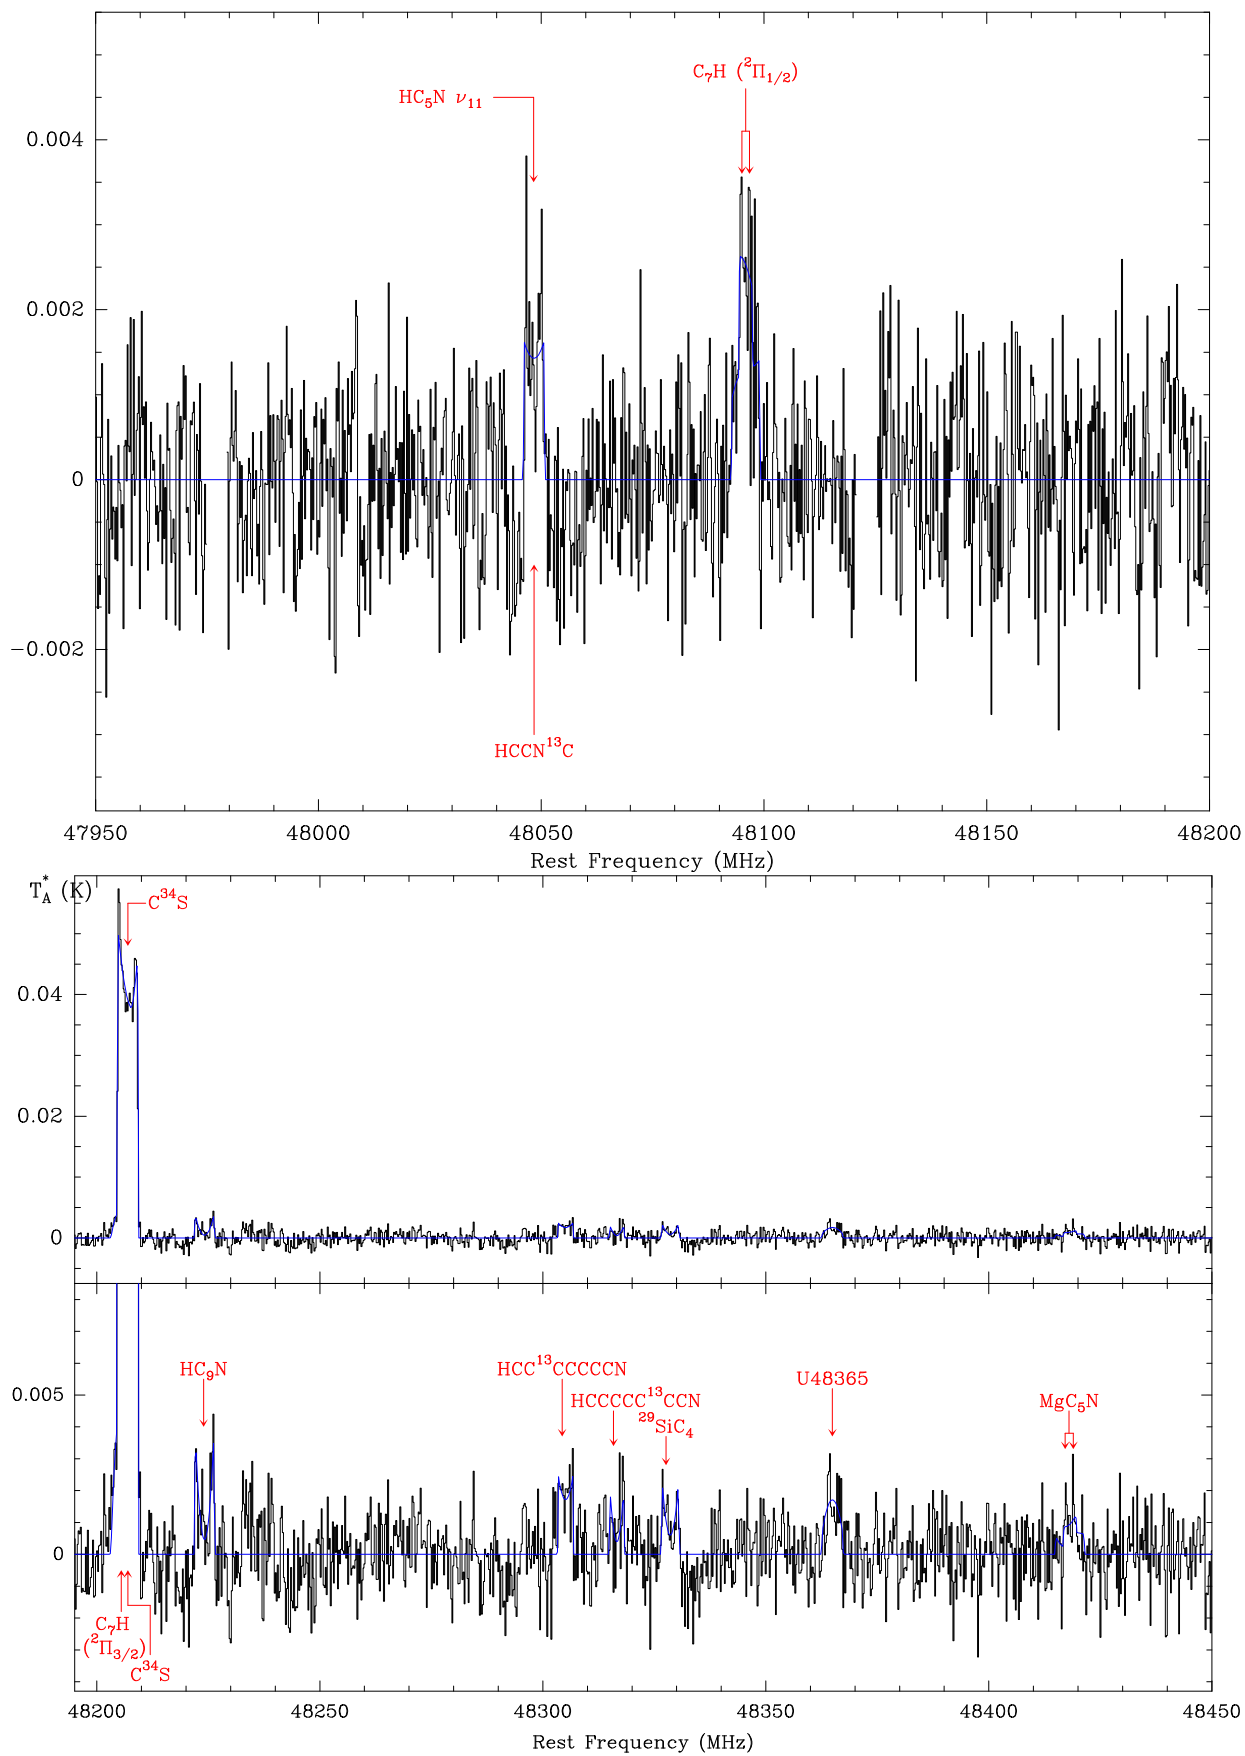 C₇H (²Π₁/₂)
HC₅N ν₁₁
0.004
0.002
0
−0.002
HCCN¹³C
47950 48000 48050 48100 48150 48200
Rest Frequency (MHz)
T*A (K)
C³⁴S
0.04
0.02
0
HC₉N
HCC¹³CCCCCN
HCCCCC¹³CCN
²⁹SiC₄
U48365
MgC₅N
0.005
0
C₇H
(²Π₃/₂)
C³⁴S
48200 48250 48300 48350 48400 48450
Rest Frequency (MHz)